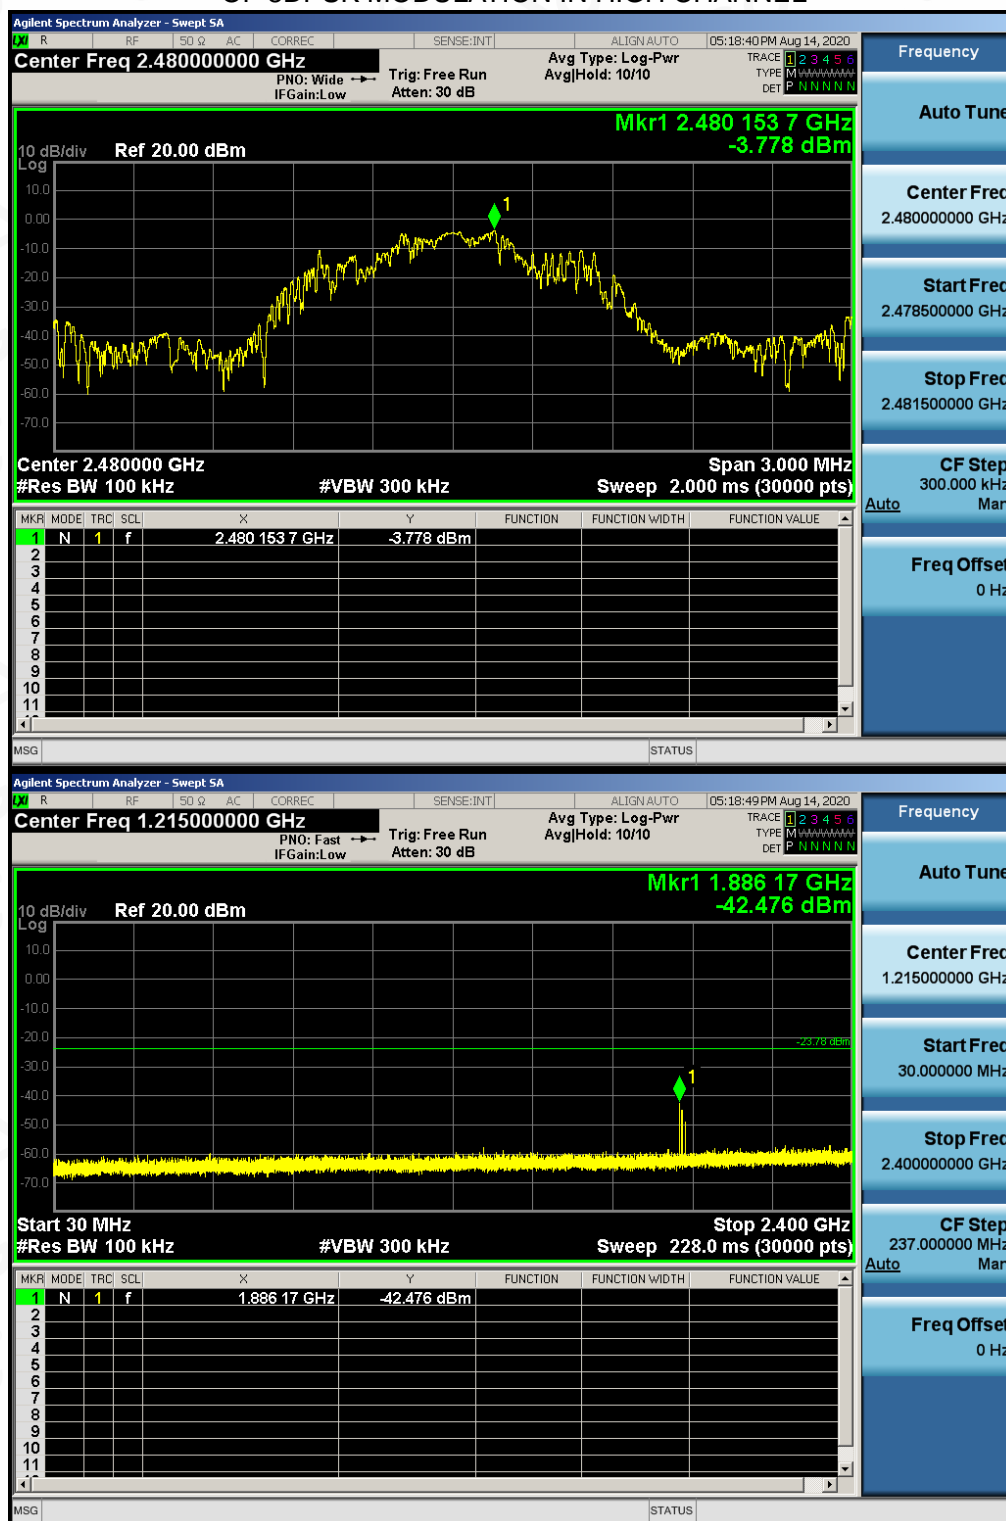 OF 8DPSK MODULATION IN HIGH CHANNEL
Agilent Spectrum Analyzer - Swept SA
LXI R RF 50 Ω AC CORREC SENSE:INT ALIGN AUTO 05:18:40 PM Aug 14, 2020
Center Freq 2.480000000 GHz
PNO: Wide
IFGain:Low
Trig: Free Run
Atten: 30 dB
Avg Type: Log-Pwr
Avg|Hold: 10/10
TRACE 1 2 3 4 5 6
TYPE M WWWWW
DET P N N N N N
Mkr1 2.480 153 7 GHz
-3.778 dBm
10 dB/div Ref 20.00 dBm
Log
10.0
0.00
-10.0
-20.0
-30.0
-40.0
-50.0
-60.0
-70.0
1
Center 2.480000 GHz Span 3.000 MHz
#Res BW 100 kHz #VBW 300 kHz Sweep 2.000 ms (30000 pts)
MKR MODE TRC SCL X Y FUNCTION FUNCTION WIDTH FUNCTION VALUE
1 N 1 f 2.480 153 7 GHz -3.778 dBm
2
3
4
5
6
7
8
9
10
11
MSG STATUS
Frequency
Auto Tune
Center Freq
2.480000000 GHz
Start Freq
2.478500000 GHz
Stop Freq
2.481500000 GHz
CF Step
300.000 kHz
Auto Man
Freq Offset
0 Hz
Agilent Spectrum Analyzer - Swept SA
LXI R RF 50 Ω AC CORREC SENSE:INT ALIGN AUTO 05:18:49 PM Aug 14, 2020
Center Freq 1.215000000 GHz
PNO: Fast
IFGain:Low
Trig: Free Run
Atten: 30 dB
Avg Type: Log-Pwr
Avg|Hold: 10/10
TRACE 1 2 3 4 5 6
TYPE M WWWWW
DET P N N N N N
Mkr1 1.886 17 GHz
-42.476 dBm
10 dB/div Ref 20.00 dBm
Log
10.0
0.00
-10.0
-20.0
-23.78 dBm
-30.0
-40.0
-50.0
-60.0
-70.0
1
Start 30 MHz Stop 2.400 GHz
#Res BW 100 kHz #VBW 300 kHz Sweep 228.0 ms (30000 pts)
MKR MODE TRC SCL X Y FUNCTION FUNCTION WIDTH FUNCTION VALUE
1 N 1 f 1.886 17 GHz -42.476 dBm
2
3
4
5
6
7
8
9
10
11
MSG STATUS
Frequency
Auto Tune
Center Freq
1.215000000 GHz
Start Freq
30.000000 MHz
Stop Freq
2.400000000 GHz
CF Step
237.000000 MHz
Auto Man
Freq Offset
0 Hz